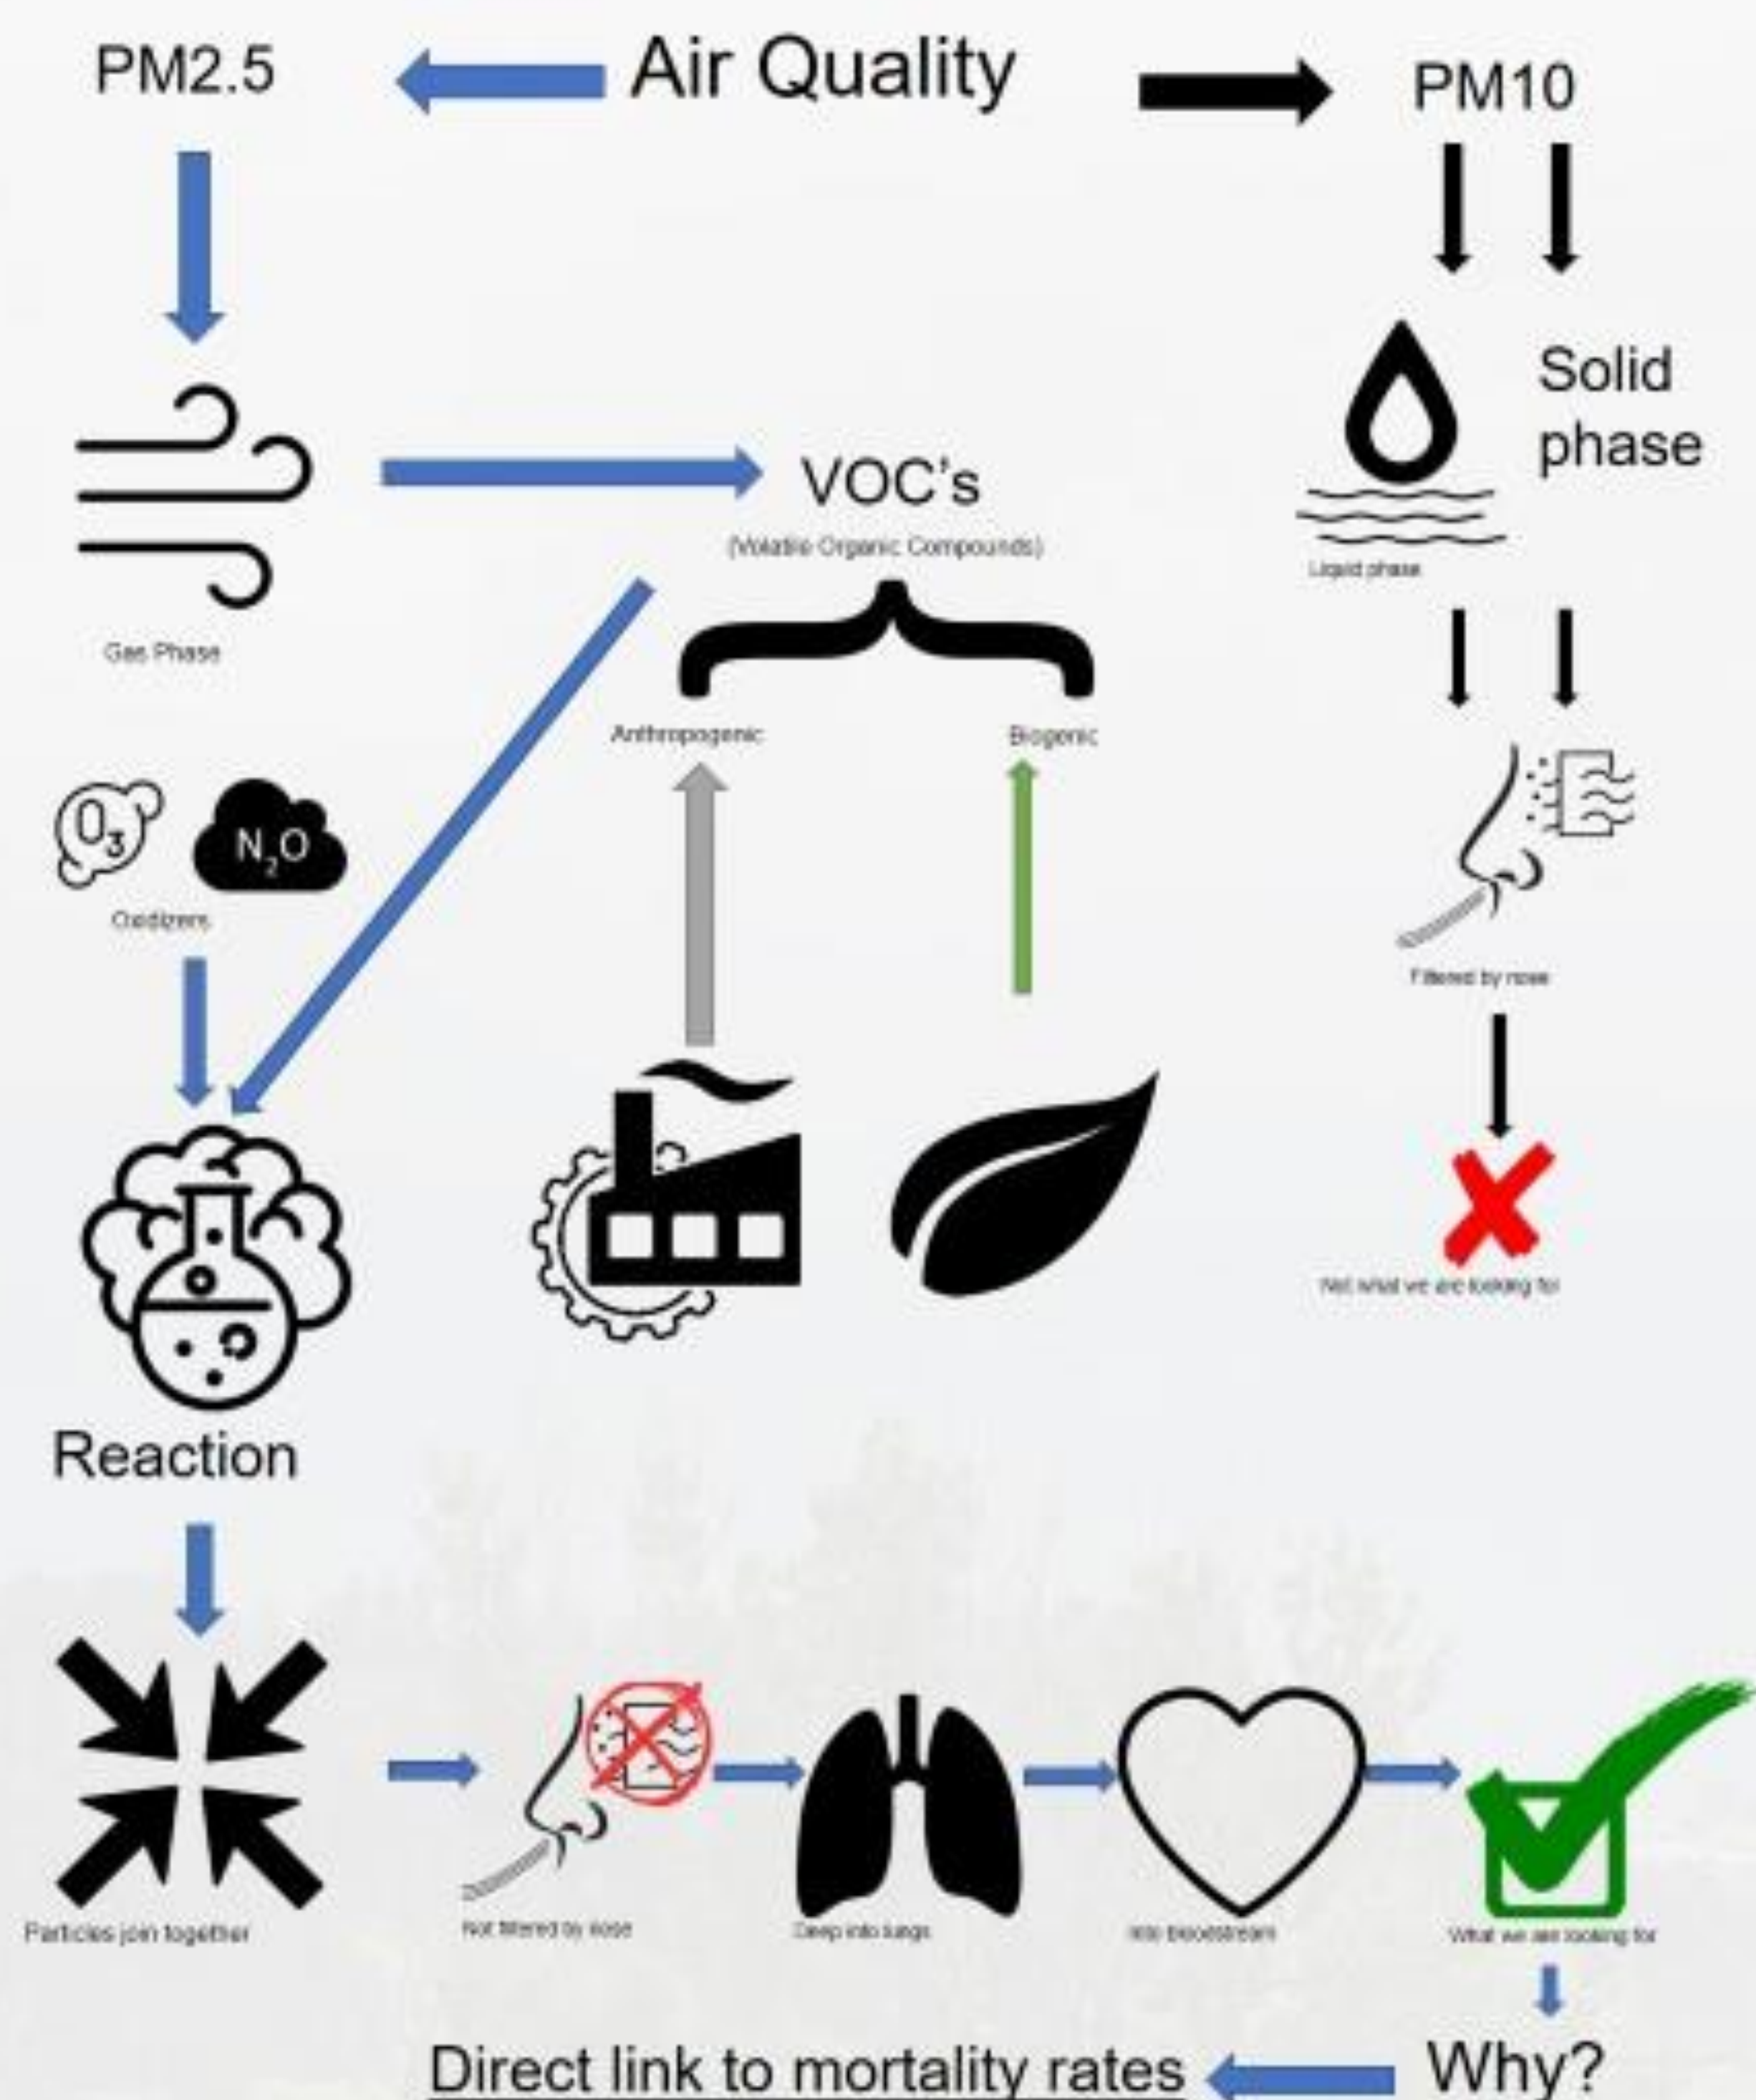 PM2.5
Air Quality
PM10
Solid
phase
VOC's
(Volatile Organic Compounds)
Liquid phase
Gas Phase
Anthropogenic
Biogenic
O3
N2O
Oxidizers
Filtered by nose
Not what we are looking for
Reaction
Particles join together
Not filtered by nose
Deep into lungs
Into bloodstream
What we are looking for
Why?
Direct link to mortality rates